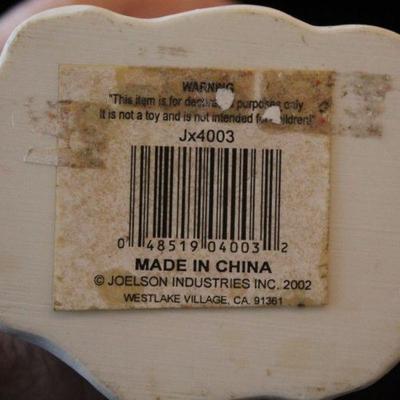 WARNING
"This item is for decorative purposes only
It is not a toy and is not intended for children!"
Jx4003
0 48519 04003 2
MADE IN CHINA
© JOELSON INDUSTRIES INC. 2002
WESTLAKE VILLAGE, CA. 91361